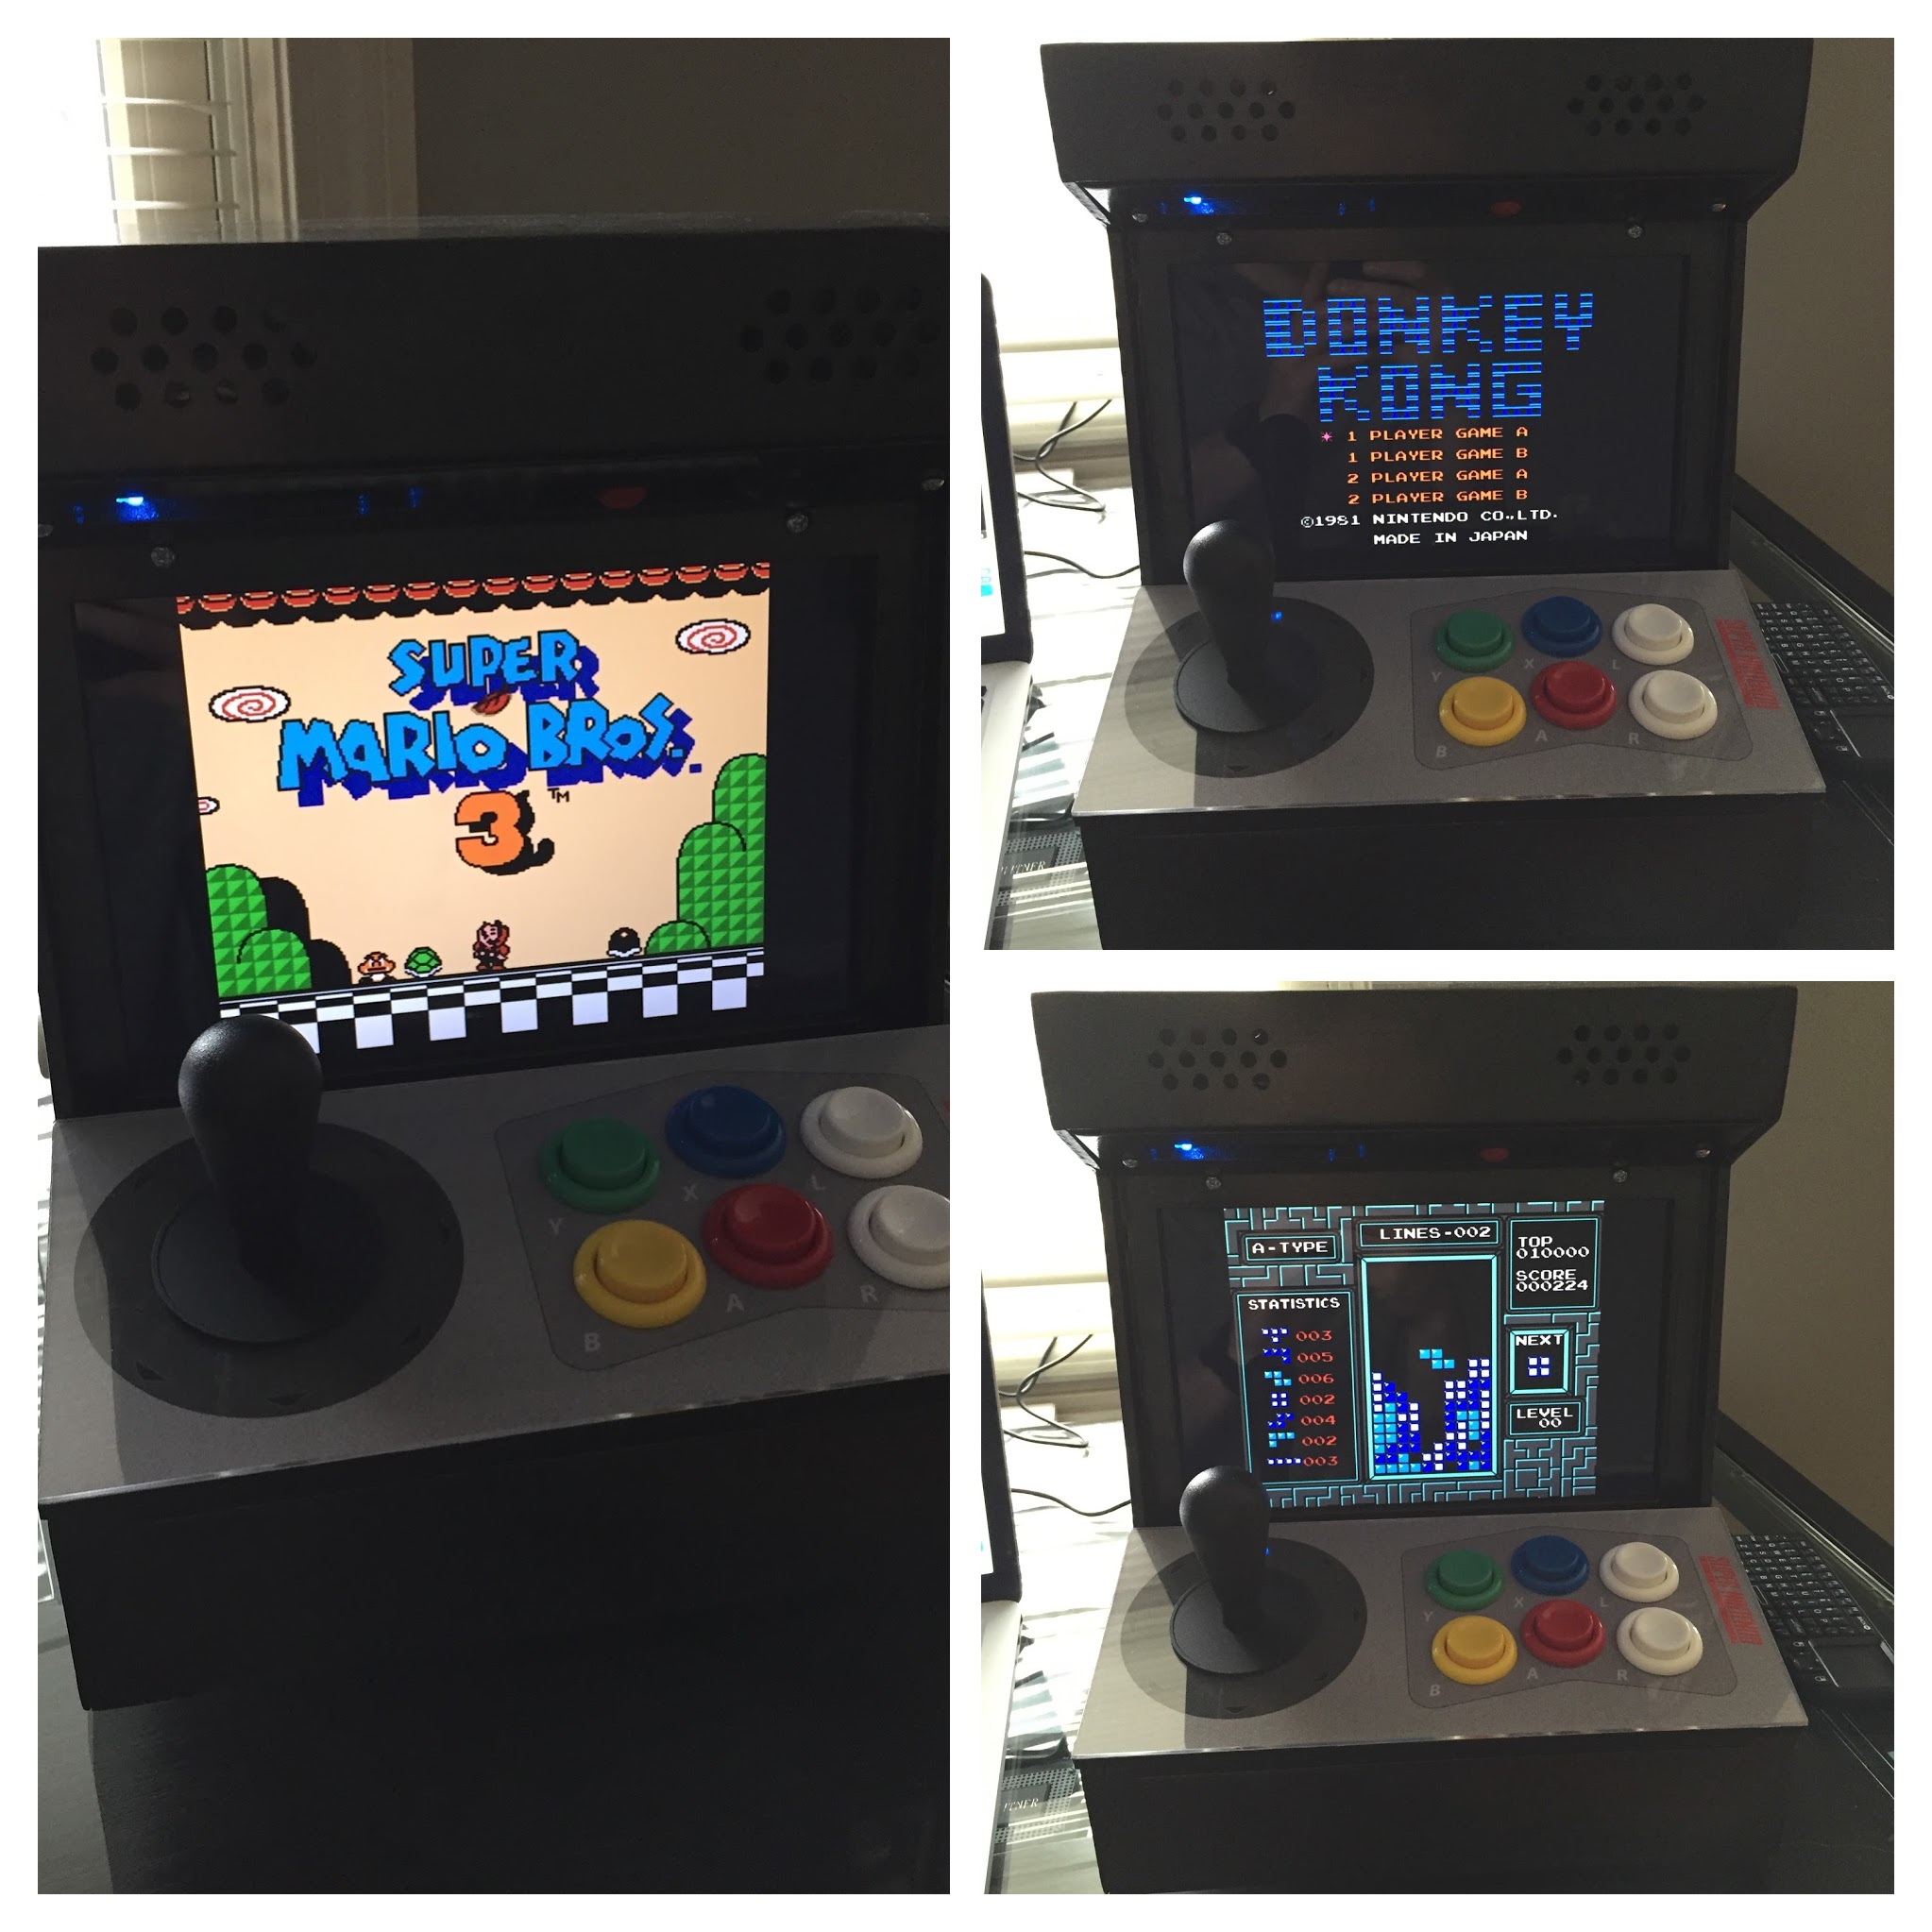 SUPER
MARIO BROS.
3 TM
Y
X
L
B
A
R
DONKEY
KONG
1 PLAYER GAME A
1 PLAYER GAME B
2 PLAYER GAME A
2 PLAYER GAME B
©1981 NINTENDO CO.,LTD.
MADE IN JAPAN
Y
X
L
B
A
R
A-TYPE
LINES-002
TOP
010000
SCORE
000224
STATISTICS
003
005
006
002
004
002
003
NEXT
LEVEL
00
Y
X
L
B
A
R